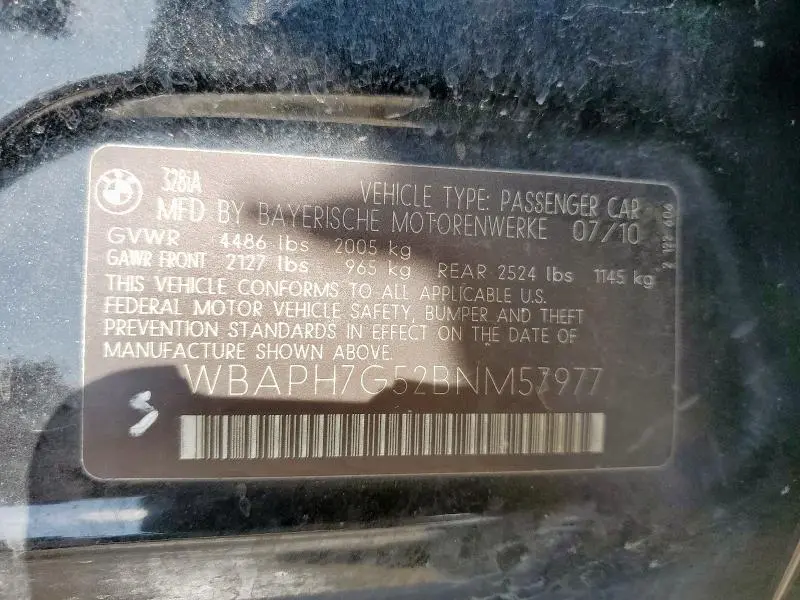 328iA
VEHICLE TYPE: PASSENGER CAR
MFD BY BAYERISCHE MOTORENWERKE 07/10
GVWR 4486 lbs 2005 kg
GAWR FRONT 2127 lbs 965 kg REAR 2524 lbs 1145 kg
THIS VEHICLE CONFORMS TO ALL APPLICABLE U.S.
FEDERAL MOTOR VEHICLE SAFETY, BUMPER AND THEFT
PREVENTION STANDARDS IN EFFECT ON THE DATE OF
MANUFACTURE SHOWN ABOVE
WBAPH7G52BNM57977
S